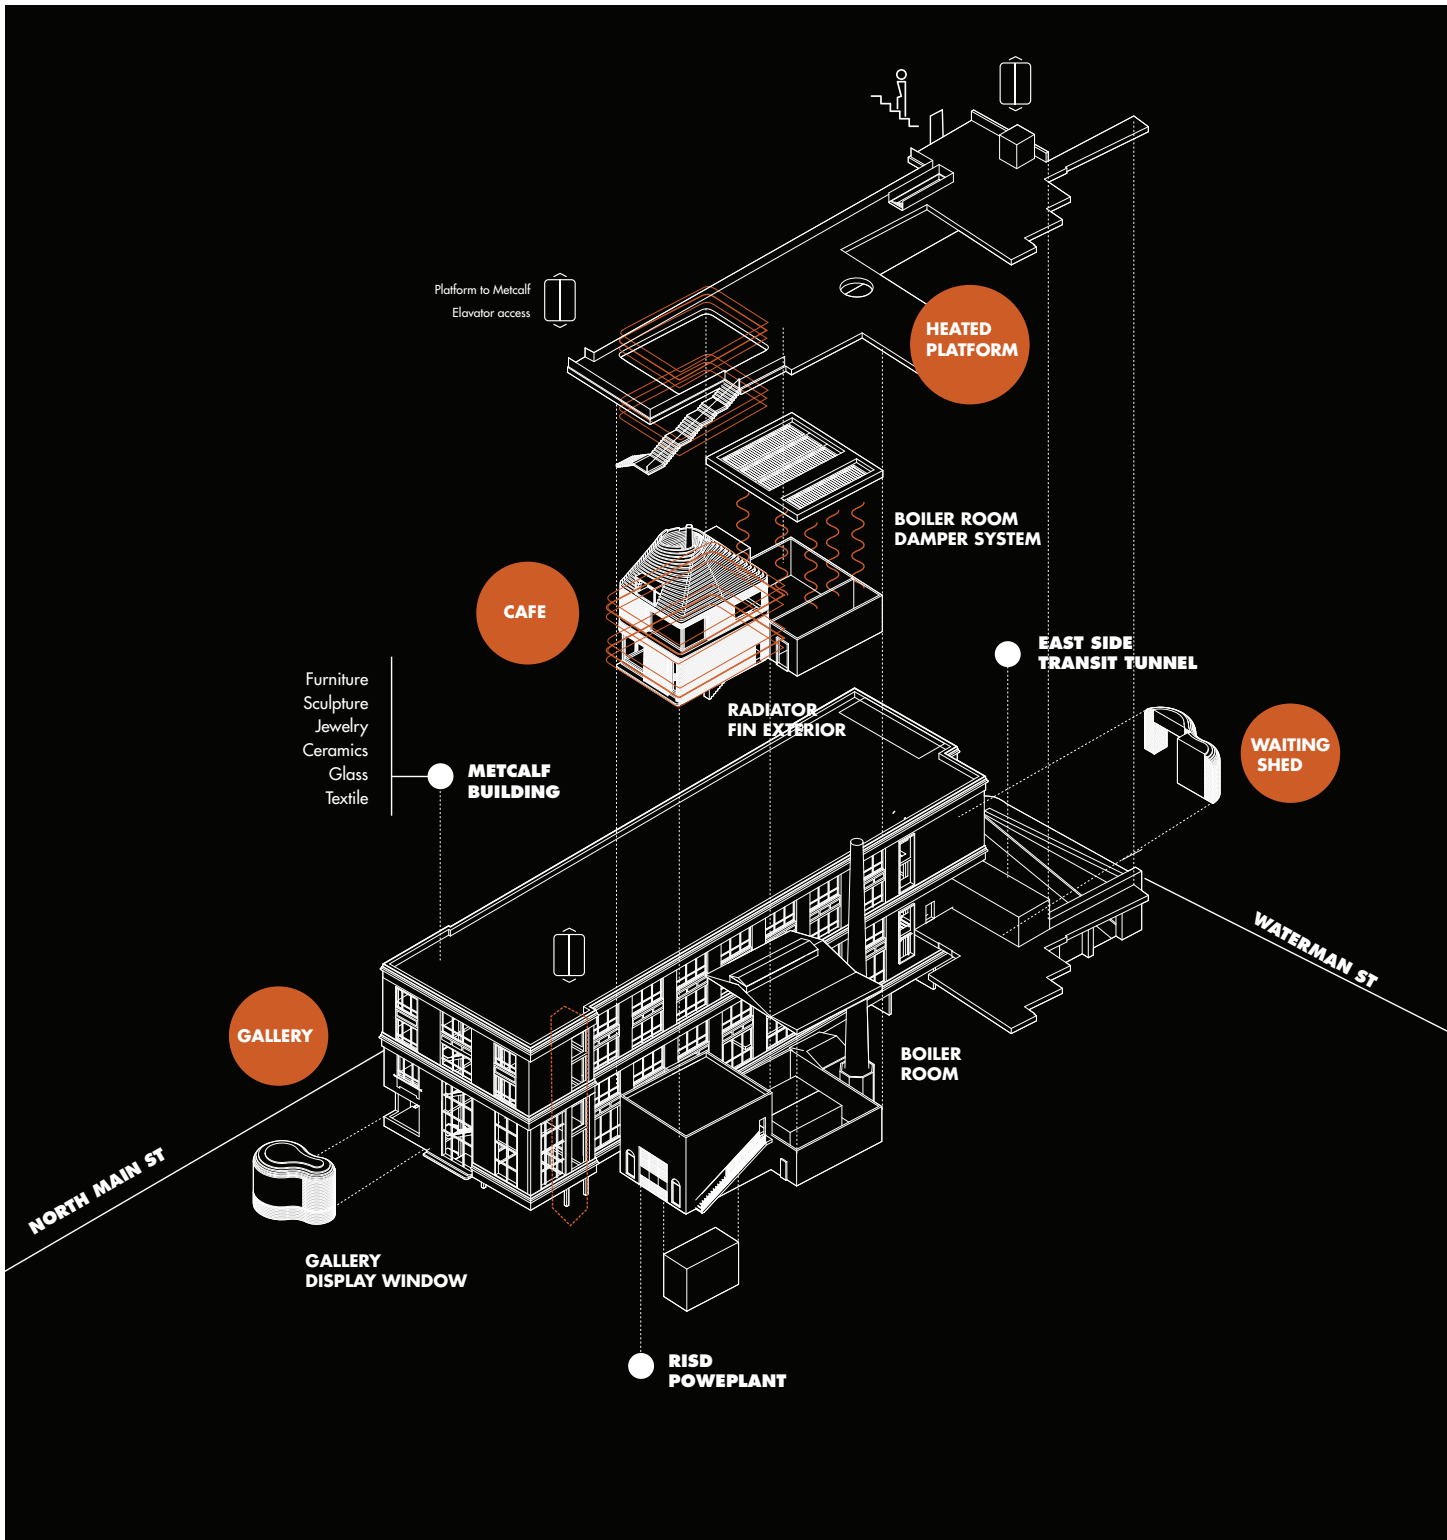 Platform to Metcalf
Elavator access
HEATED
PLATFORM
BOILER ROOM
DAMPER SYSTEM
CAFE
EAST SIDE
TRANSIT TUNNEL
Furniture
Sculpture
Jewelry
Ceramics
Glass
Textile
METCALF
BUILDING
RADIATOR
FIN EXTERIOR
WAITING
SHED
WATERMAN ST
GALLERY
BOILER
ROOM
NORTH MAIN ST
GALLERY
DISPLAY WINDOW
RISD
POWEPLANT